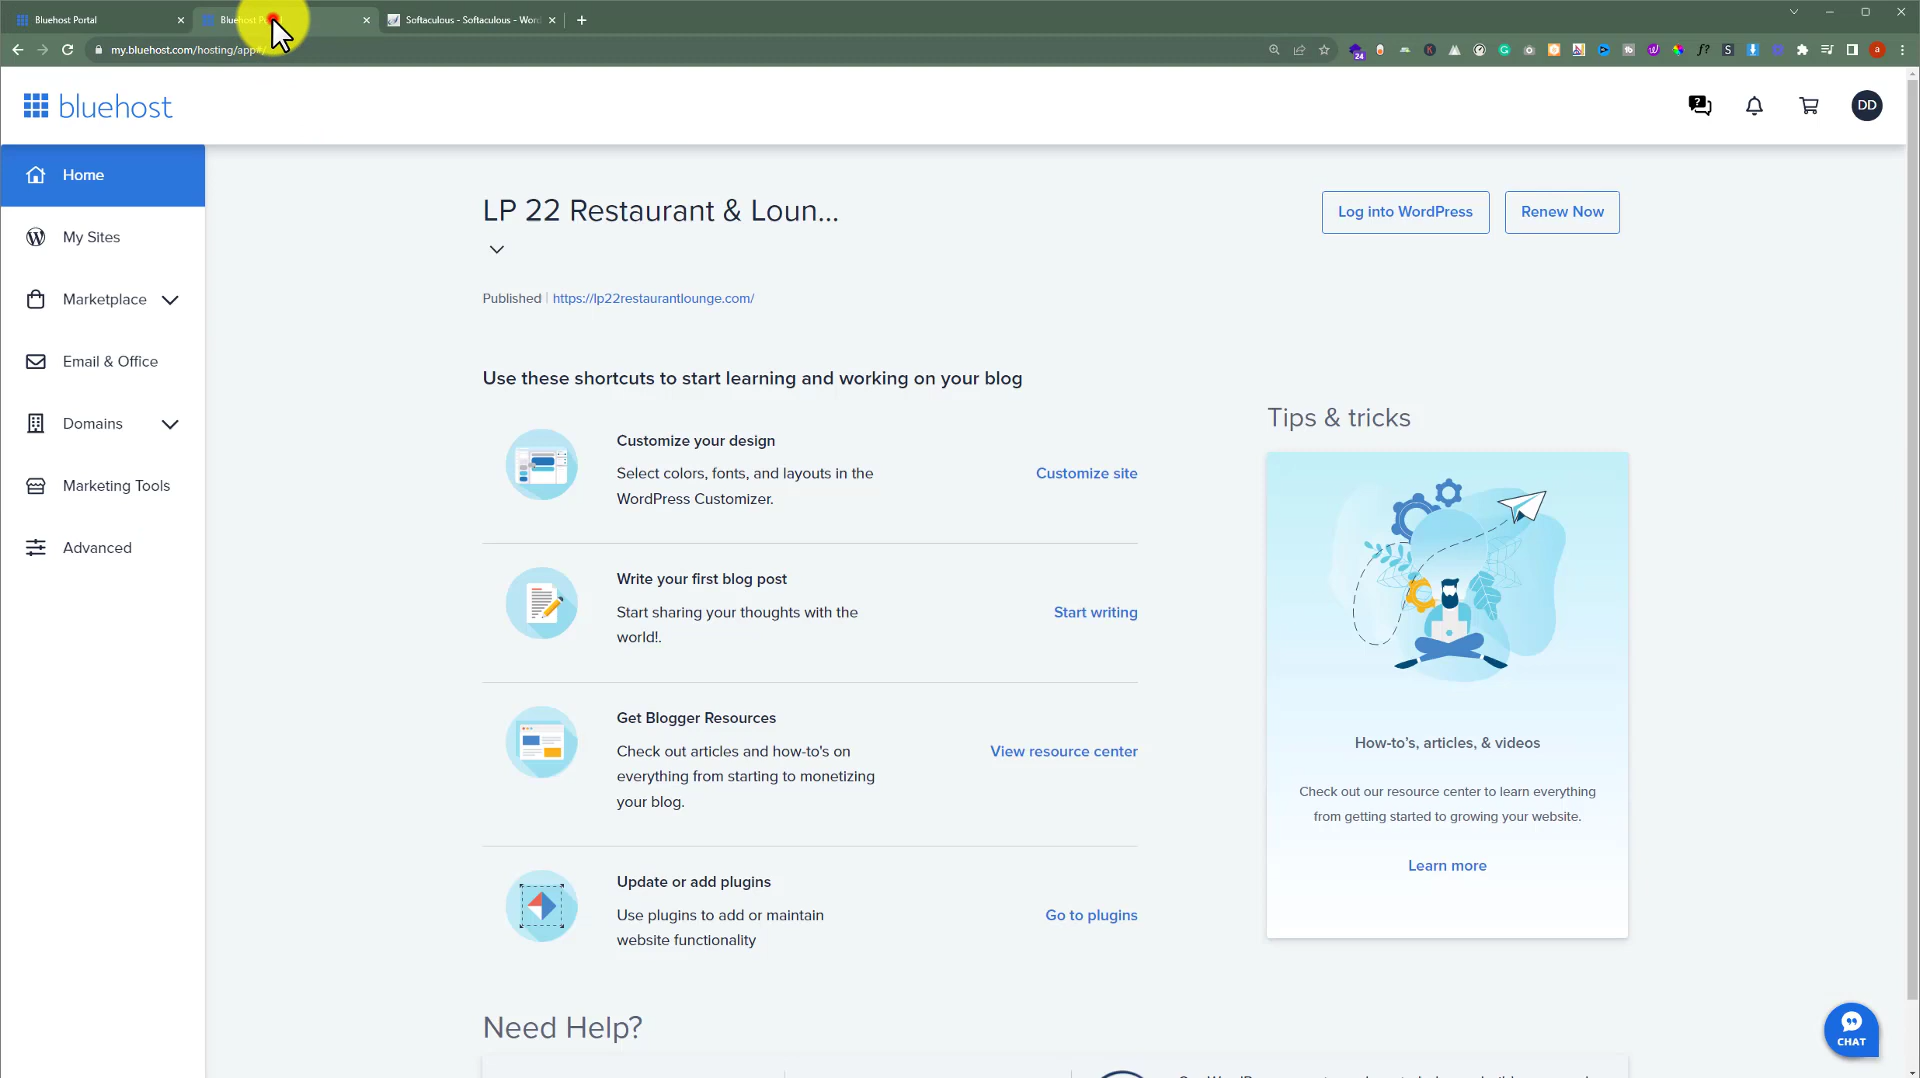 Bluehost Portal
Bluehost P
Softaculous - Softaculous - Wor
my.bluehost.com/hosting/app#/
24
a
bluehost
DD
Home
My Sites
Marketplace
Email & Office
Domains
Marketing Tools
Advanced
LP 22 Restaurant & Loun...
Log into WordPress
Renew Now
Published | https://lp22restaurantlounge.com/
Use these shortcuts to start learning and working on your blog
Customize your design
Select colors, fonts, and layouts in the
WordPress Customizer.
Customize site
Write your first blog post
Start sharing your thoughts with the
world!.
Start writing
Get Blogger Resources
Check out articles and how-to's on
everything from starting to monetizing
your blog.
View resource center
Update or add plugins
Use plugins to add or maintain
website functionality
Go to plugins
Tips & tricks
How-to's, articles, & videos
Check out our resource center to learn everything
from getting started to growing your website.
Learn more
Need Help?
CHAT